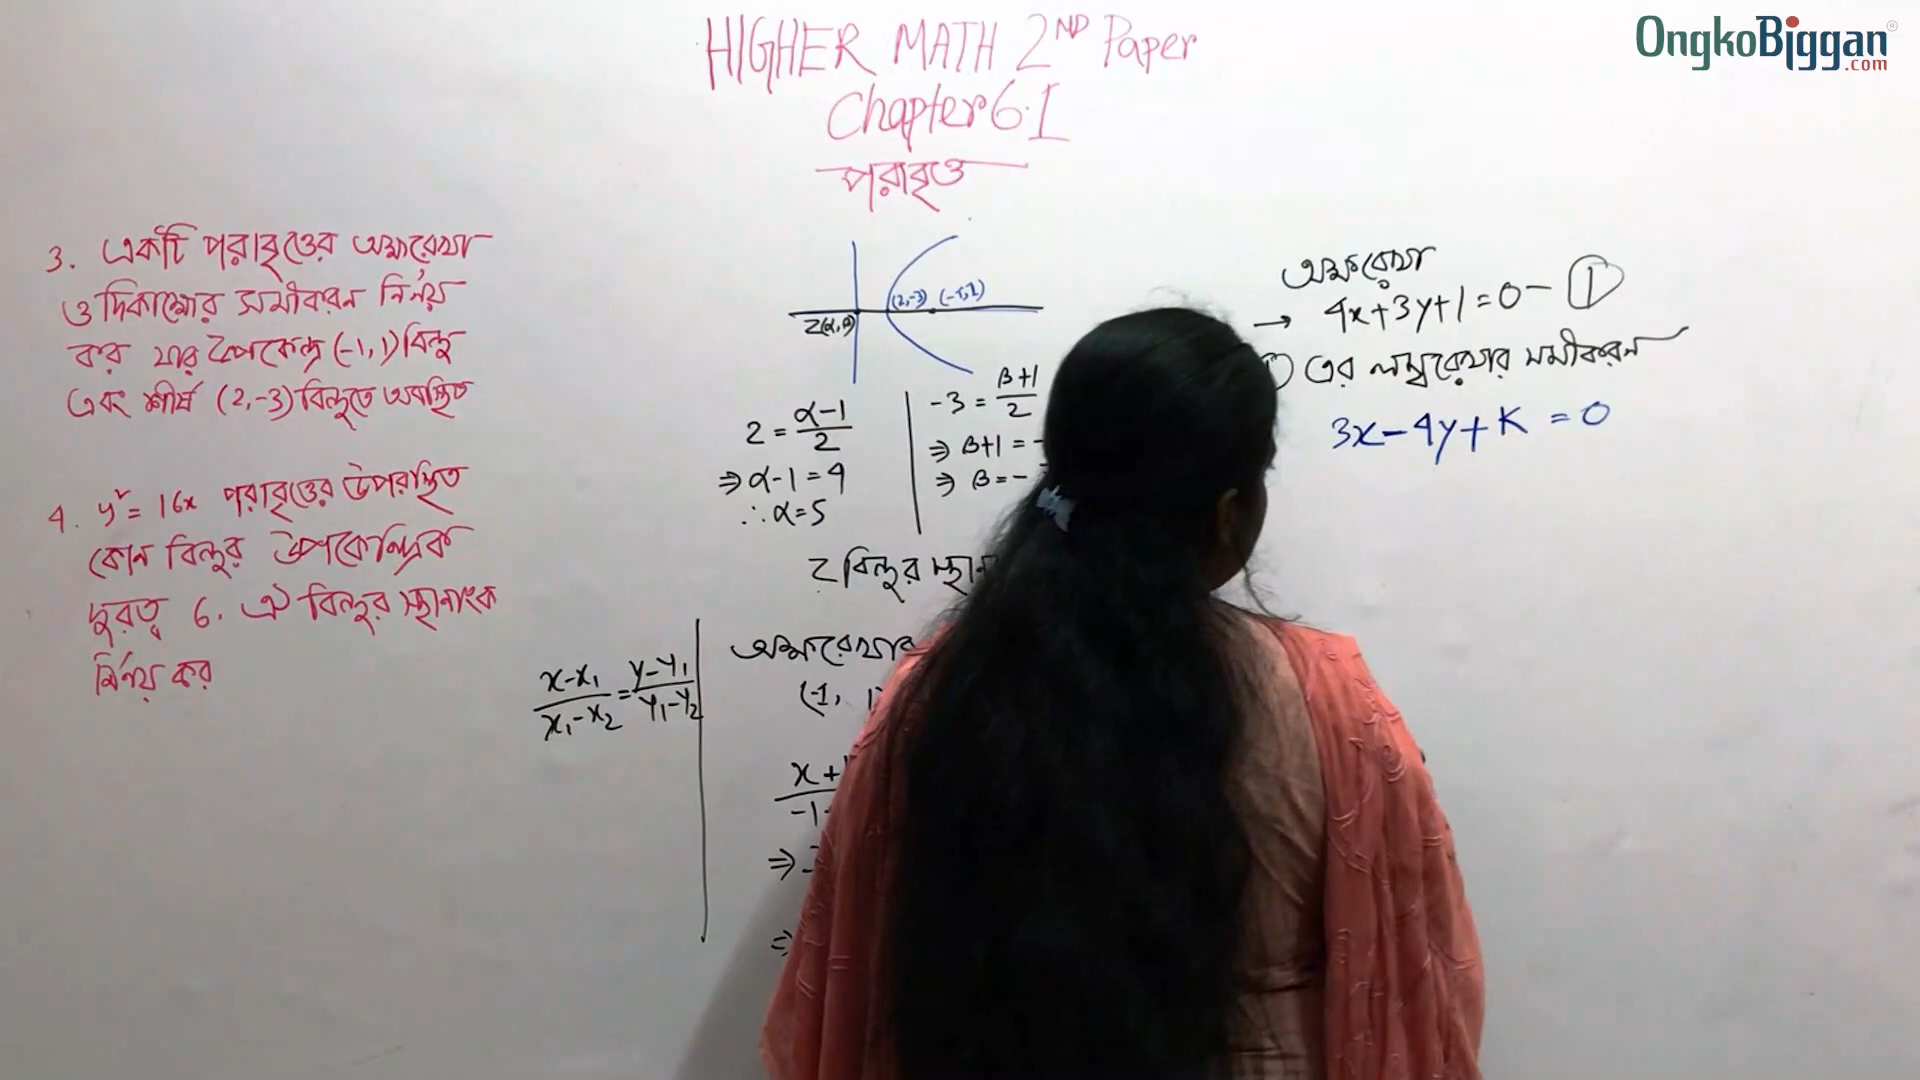 OngkoBiggan®
.com
HIGHER MATH 2ND Paper
Chapter 6.I
পরাবৃত্ত
3. একটি পরাবৃত্তের অক্ষরেখা
ও দিকাক্ষের সমীকরণ নির্ণয়
কর যার উপকেন্দ্র (-1, 1) বিন্দু
এবং শীর্ষ (2, -3) বিন্দুতে অবস্থিত
4. y² = 16x পরাবৃত্তের উপরস্থিত
কোন বিন্দুর উপকেন্দ্রিক
দুরত্ব 6. ঐ বিন্দুর স্থানাংক
নির্ণয় কর
(2,-3) (-1,1)
Z(α, β)
2 = (α-1)/2
⇒ α-1 = 4
∴ α = 5
-3 = (β+1)/2
⇒ β+1 = -
⇒ β = -
Z বিন্দুর
(x-x₁)/(x₁-x₂) = (y-y₁)/(y₁-y₂)
অক্ষরেখার
(-1, 1
x+
-1-
⇒
⇒
অক্ষরেখা
→ 4x+3y+1=0 — ①
এর লম্বরেখার সমীকরণ
3x-4y+K = 0